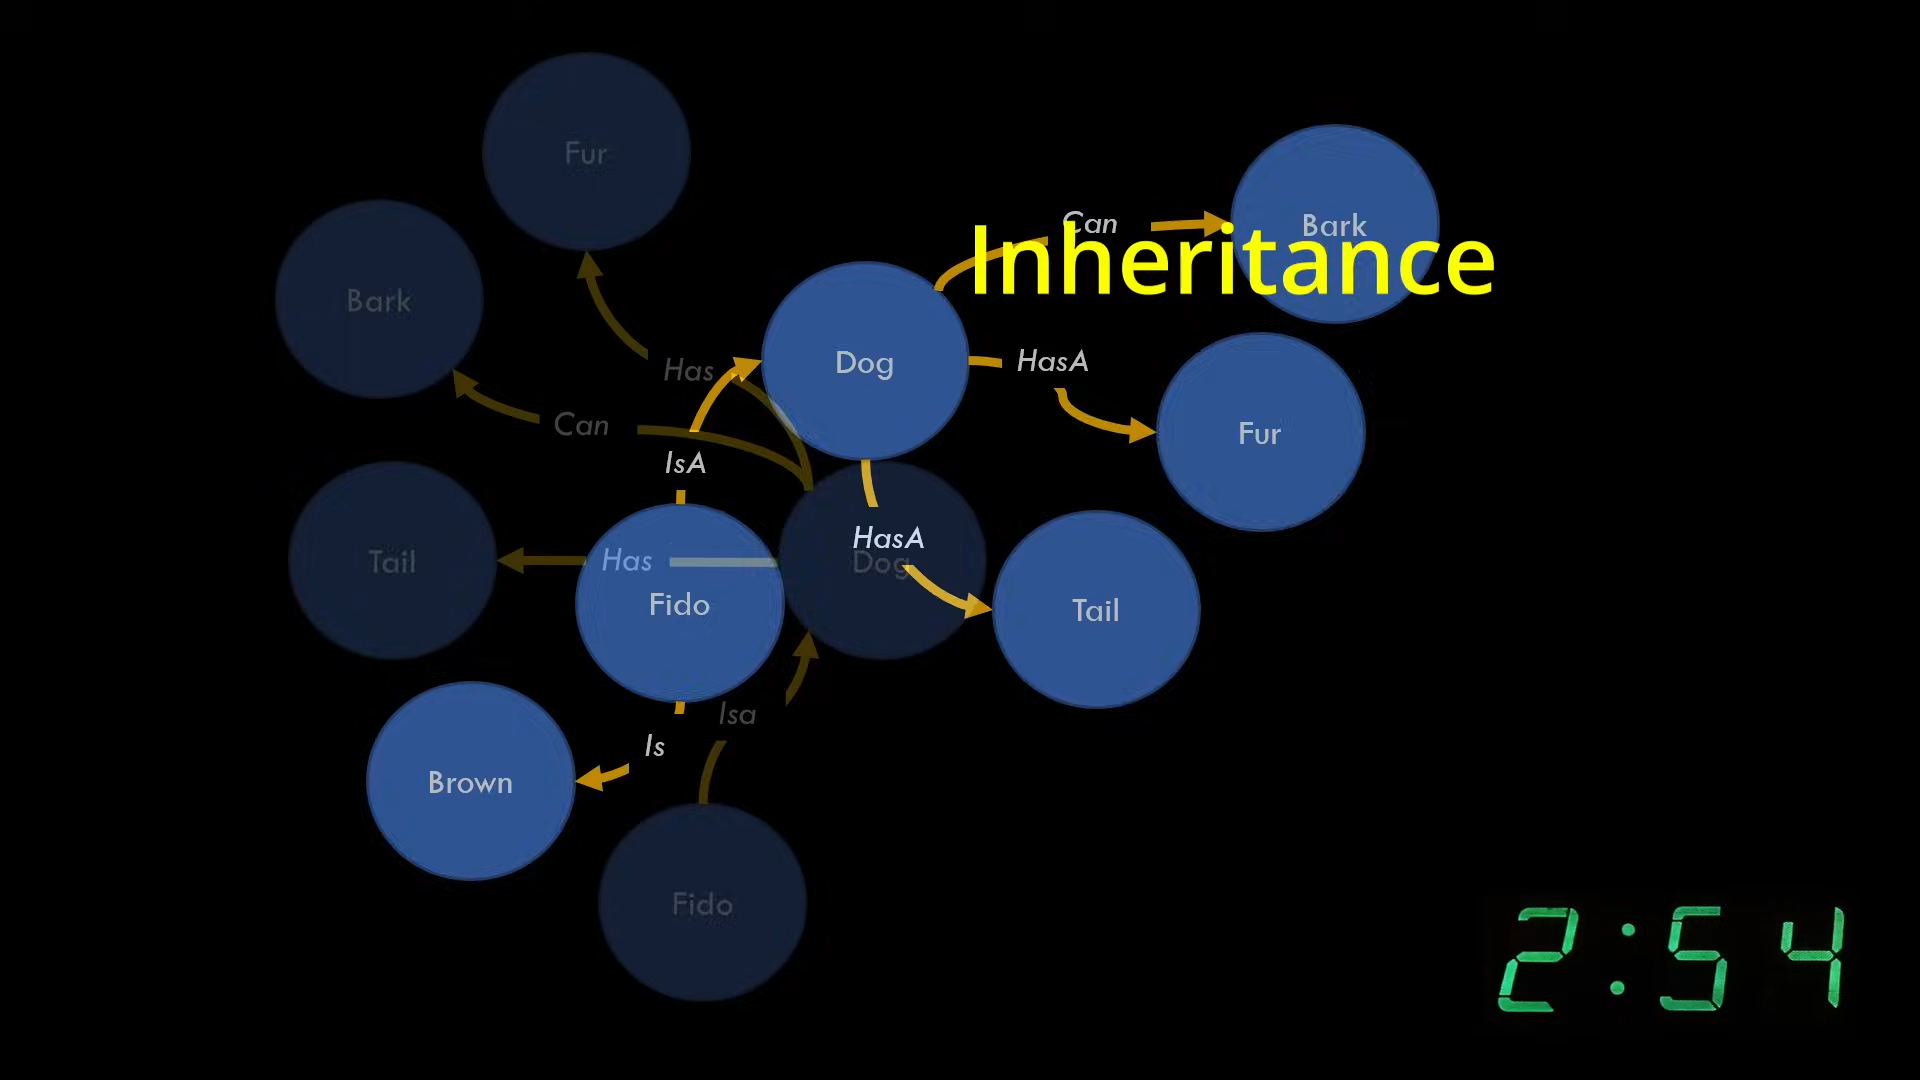 Fur
Bark
Can
Bark
Inheritance
Dog
HasA
Has
Can
Fur
IsA
HasA
Tail
Has
Dog
Fido
Tail
Isa
Is
Brown
Fido
2:54